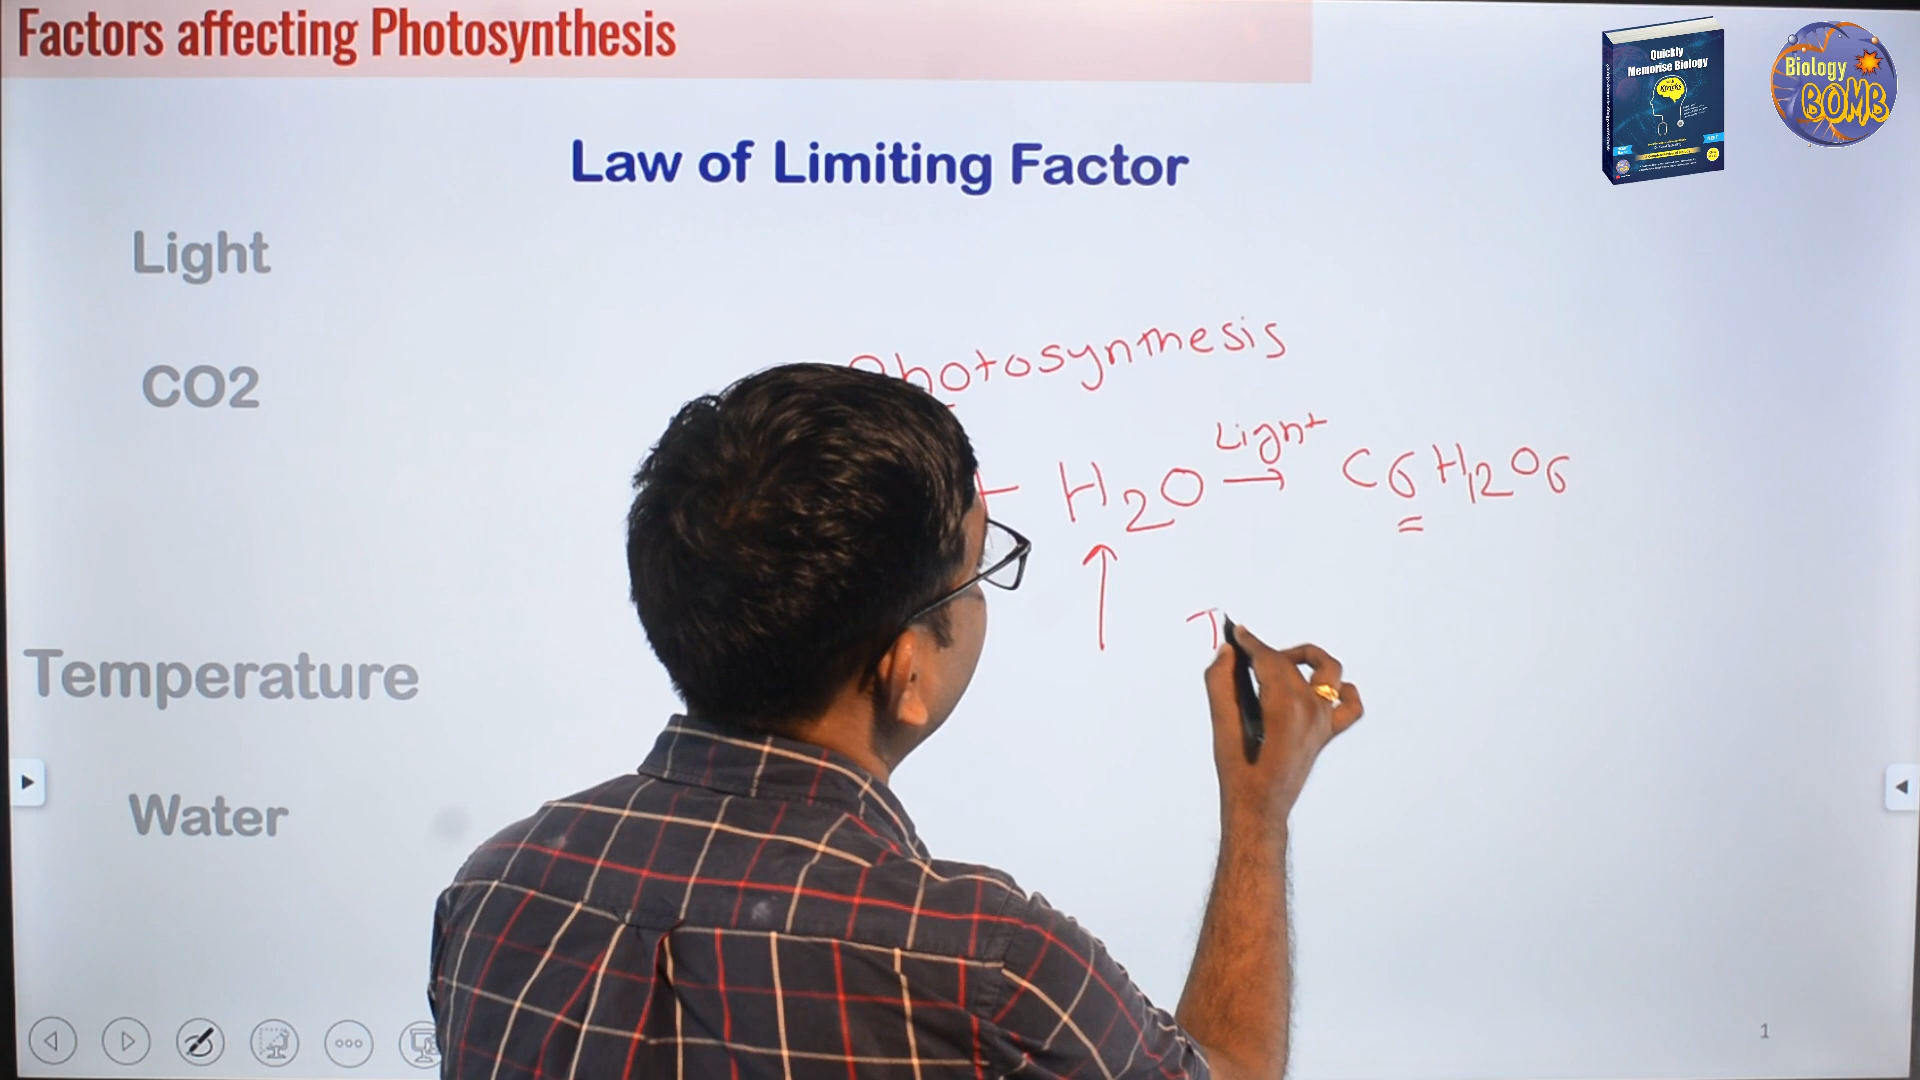 Factors affecting Photosynthesis
Quickly
Memorise Biology
Biology
BOMB
Law of Limiting Factor
Light
CO2
Photosynthesis
Light
+ H2O → C6H12O6
T
Temperature
Water
1